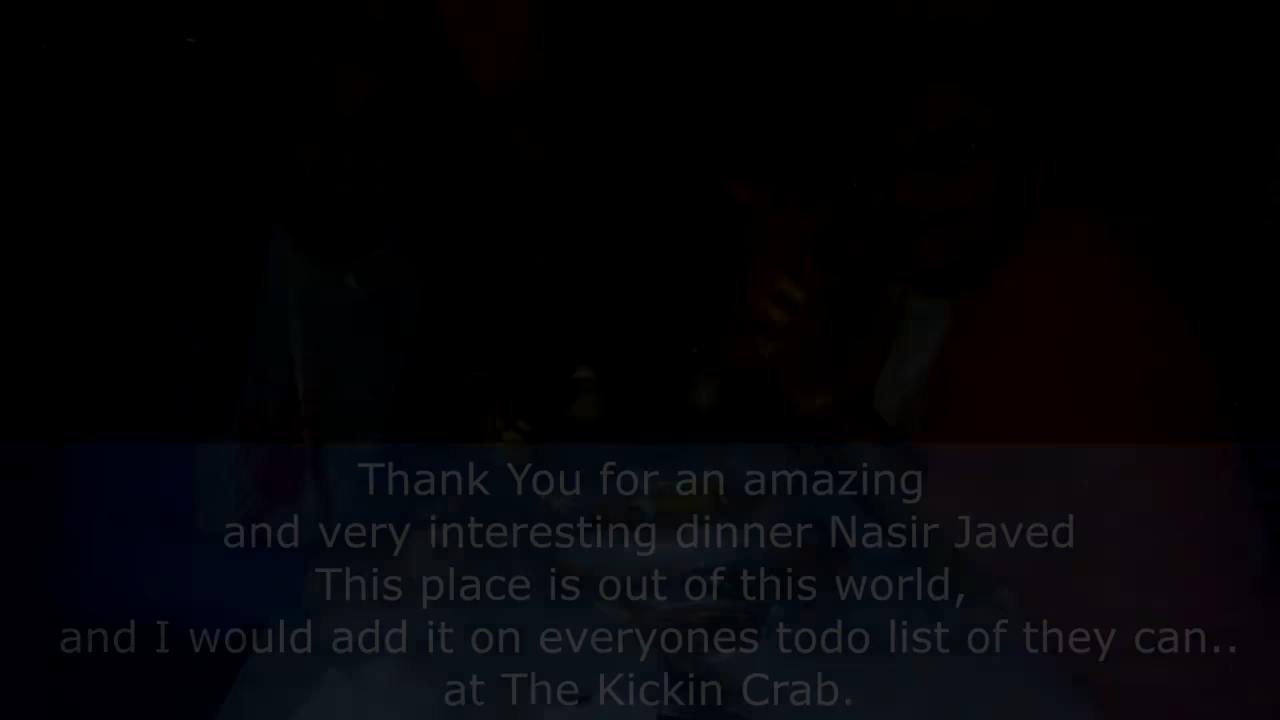 Thank You for an amazing
and very interesting dinner Nasir Javed
This place is out of this world,
and I would add it on everyones todo list of they can..
at The Kickin Crab.